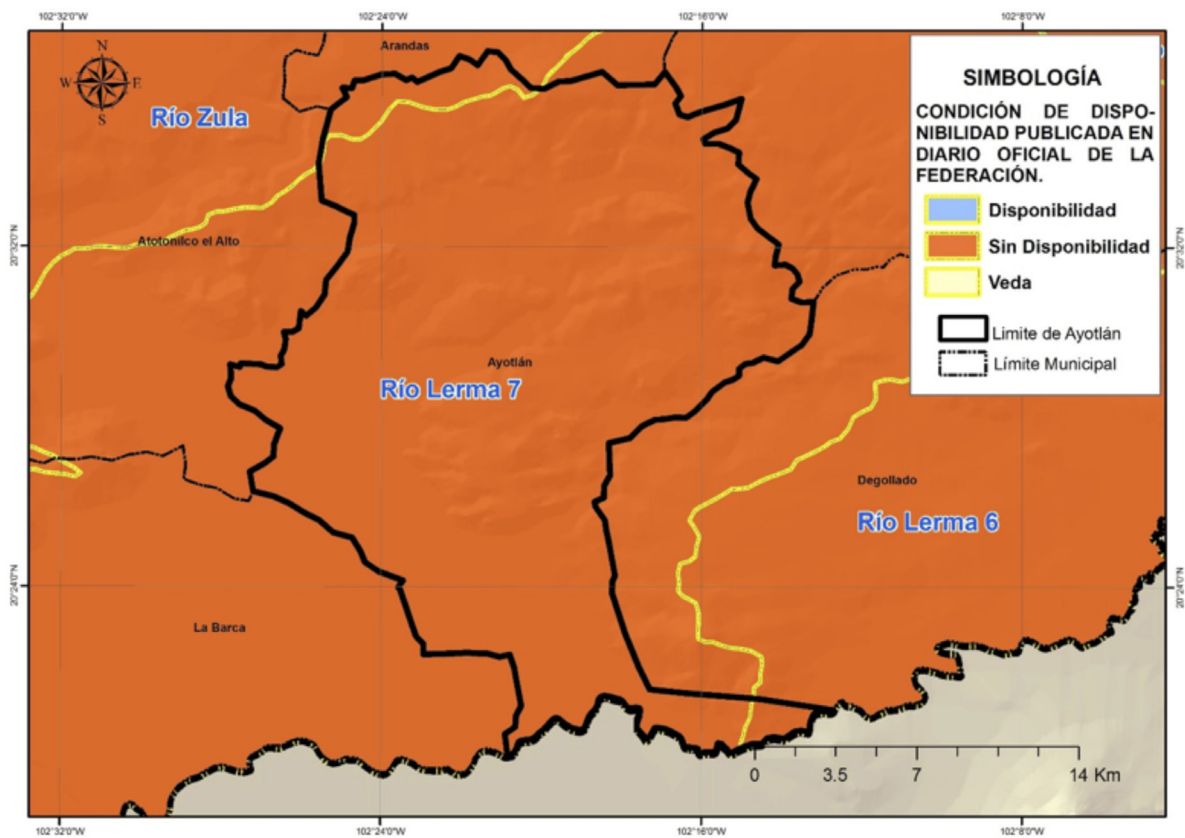 102°32'0"W
102°24'0"W
102°16'0"W
102°8'0"W
N
W
E
S
Arandas
Río Zula
Atotonilco el Alto
20°32'0"N
20°32'0"N
Ayotlán
Río Lerma 7
Degollado
Río Lerma 6
20°24'0"N
20°24'0"N
La Barca
SIMBOLOGÍA
CONDICIÓN DE DISPO-
NIBILIDAD PUBLICADA EN
DIARIO OFICIAL DE LA
FEDERACIÓN.
Disponibilidad
Sin Disponibilidad
Veda
Limite de Ayotlán
Límite Municipal
0
3.5
7
14 Km
102°32'0"W
102°24'0"W
102°16'0"W
102°8'0"W